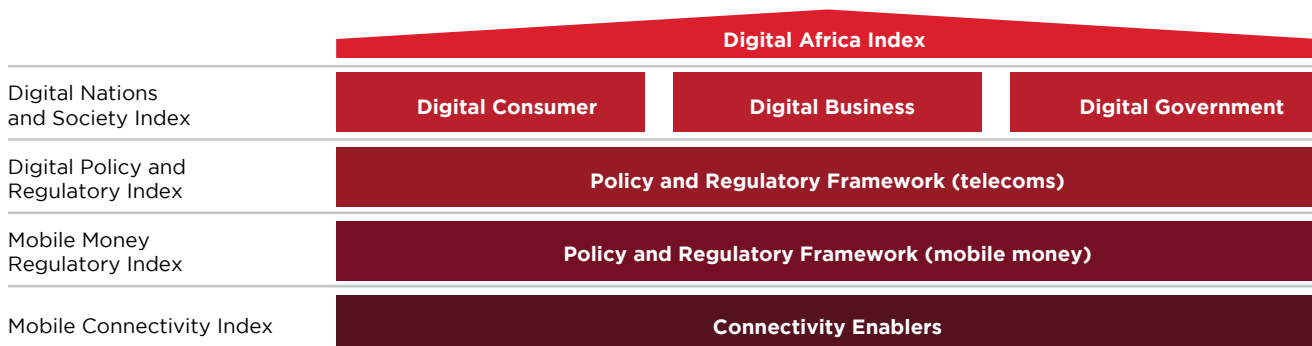 Digital Africa Index
Digital Nations
and Society Index
Digital Consumer
Digital Business
Digital Government
Digital Policy and
Regulatory Index
Policy and Regulatory Framework (telecoms)
Mobile Money
Regulatory Index
Policy and Regulatory Framework (mobile money)
Mobile Connectivity Index
Connectivity Enablers